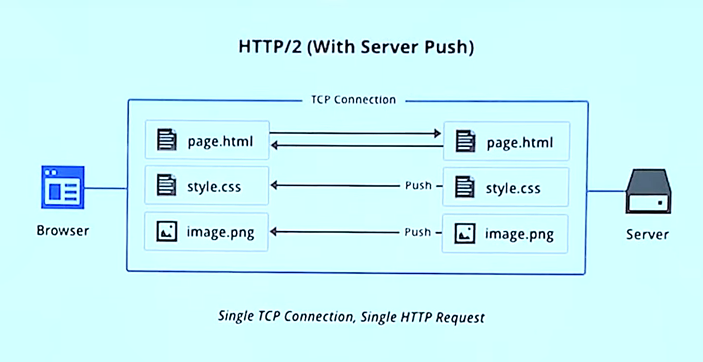 HTTP/2 (With Server Push)
TCP Connection
page.html
page.html
style.css
Push
style.css
image.png
Push
image.png
Browser
Server
Single TCP Connection, Single HTTP Request